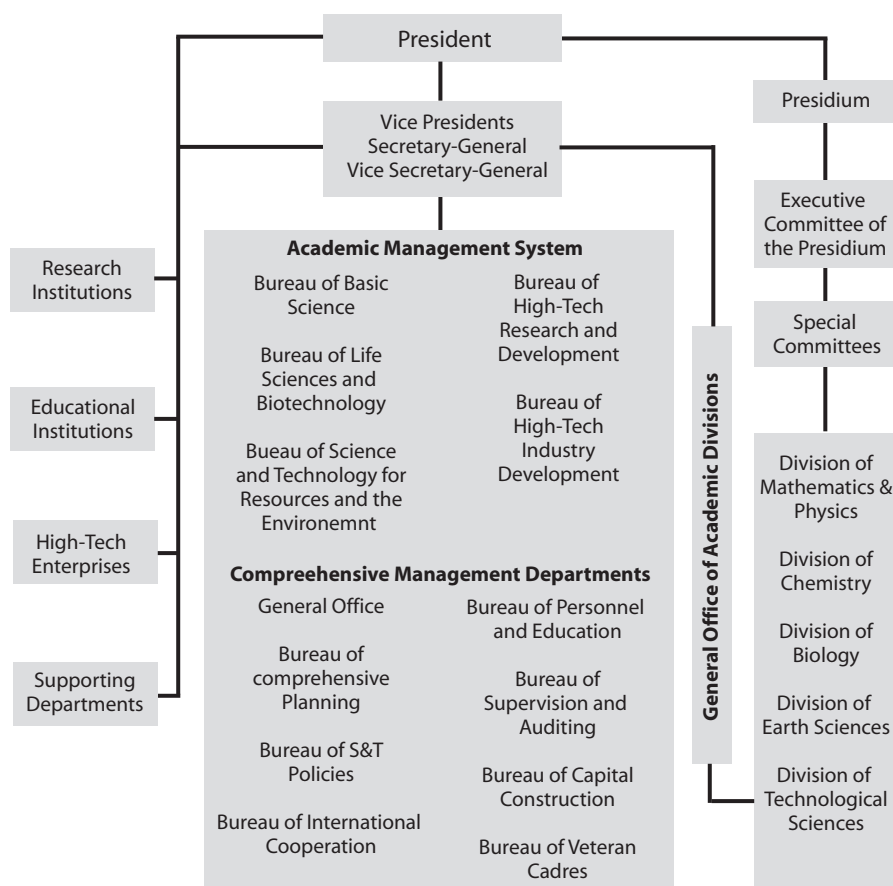 President
Vice Presidents
Secretary-General
Vice Secretary-General
Presidium
Executive
Committee of
the Presidium
Special
Committees
Research
Institutions
Educational
Institutions
High-Tech
Enterprises
Supporting
Departments
Academic Management System
Bureau of Basic
Science
Bureau of Life
Sciences and
Biotechnology
Bueau of Science
and Technology for
Resources and the
Environemnt
Bureau of
High-Tech
Research and
Development
Bureau of
High-Tech
Industry
Development
Compreehensive Management Departments
General Office
Bureau of
comprehensive
Planning
Bureau of S&T
Policies
Bureau of International
Cooperation
Bureau of Personnel
and Education
Bureau of
Supervision and
Auditing
Bureau of Capital
Construction
Bureau of Veteran
Cadres
General Office of Academic Divisions
Division of
Mathematics &
Physics
Division of
Chemistry
Division of
Biology
Division of
Earth Sciences
Division of
Technological
Sciences